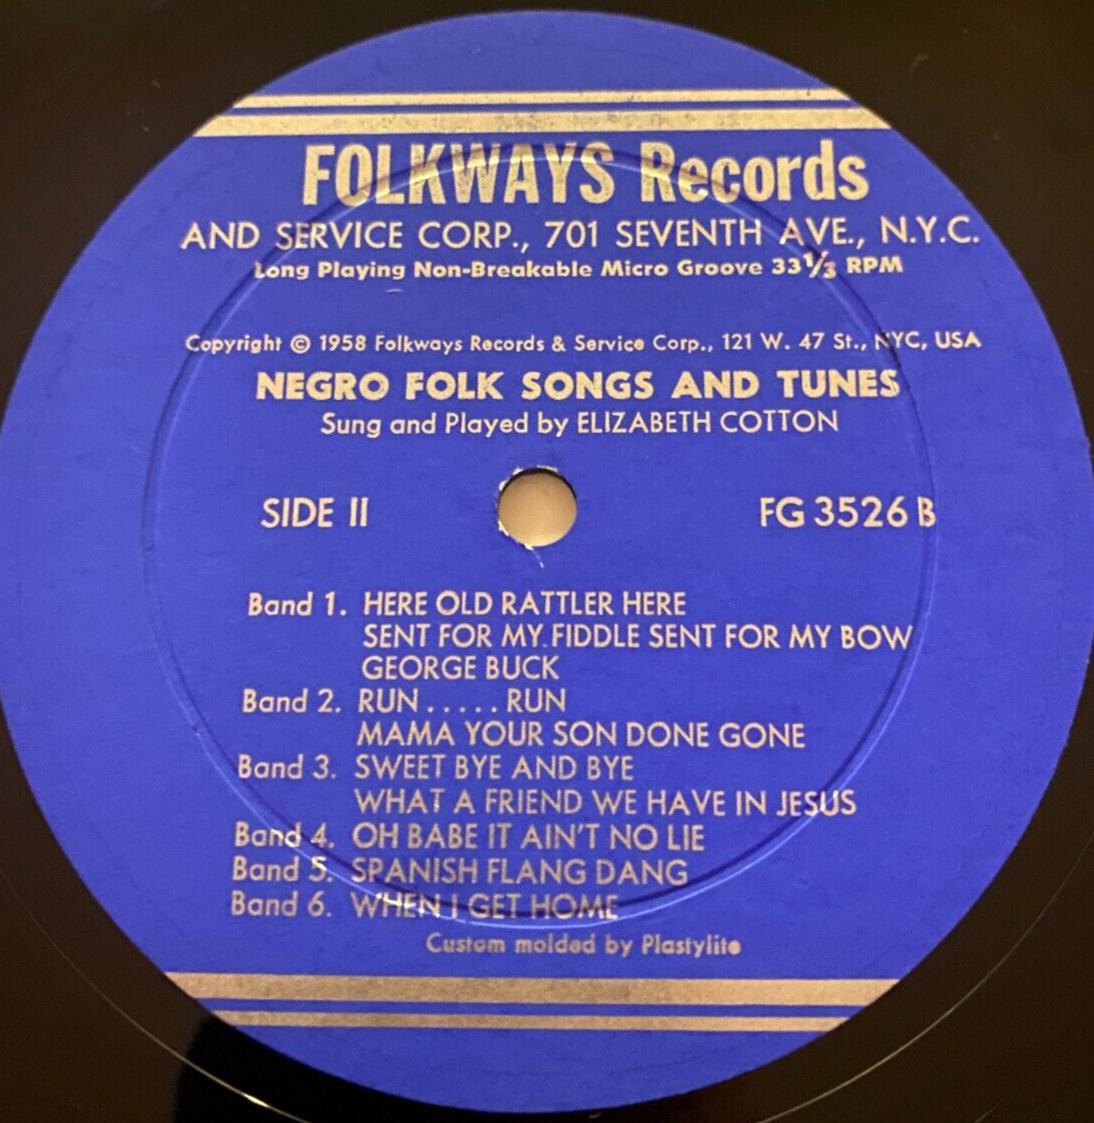 FOLKWAYS Records
AND SERVICE CORP., 701 SEVENTH AVE., N.Y.C.
Long Playing Non-Breakable Micro Groove 33⅓ RPM
Copyright © 1958 Folkways Records & Service Corp., 121 W. 47 St., NYC, USA
NEGRO FOLK SONGS AND TUNES
Sung and Played by ELIZABETH COTTON
SIDE II FG 3526 B
Band 1. HERE OLD RATTLER HERE
SENT FOR MY FIDDLE SENT FOR MY BOW
GEORGE BUCK
Band 2. RUN.....RUN
MAMA YOUR SON DONE GONE
Band 3. SWEET BYE AND BYE
WHAT A FRIEND WE HAVE IN JESUS
Band 4. OH BABE IT AIN'T NO LIE
Band 5. SPANISH FLANG DANG
Band 6. WHEN I GET HOME
Custom molded by Plastylite